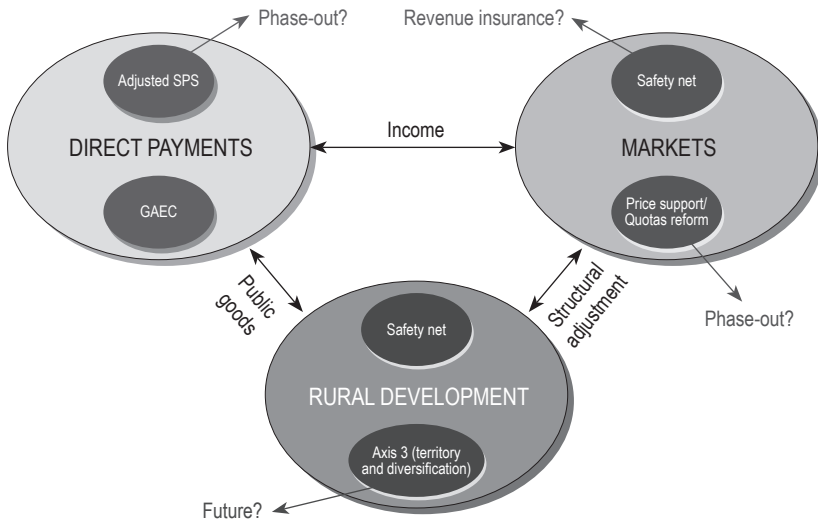 Phase-out?
Revenue insurance?
Adjusted SPS
Safety net
DIRECT PAYMENTS
Income
MARKETS
GAEC
Price support/
Quotas reform
Public
goods
Structural
adjustment
Phase-out?
Safety net
RURAL DEVELOPMENT
Axis 3 (territory
and diversification)
Future?